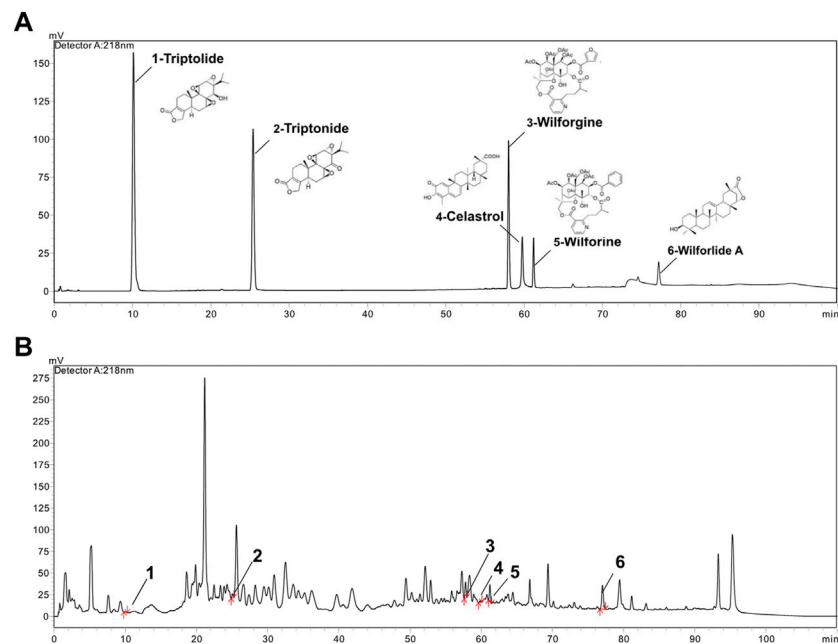 A
mV
Detector A:218nm
1-Triptolide
2-Triptonide
3-Wilforgine
4-Celastrol
5-Wilforine
6-Wilforlide A
150
125
100
75
50
25
0
0 10 20 30 40 50 60 70 80 90 min
B
mV
Detector A:218nm
275
250
225
200
175
150
125
100
75
50
25
0
1 2 3 4 5 6
0 10 20 30 40 50 60 70 80 90 100 min